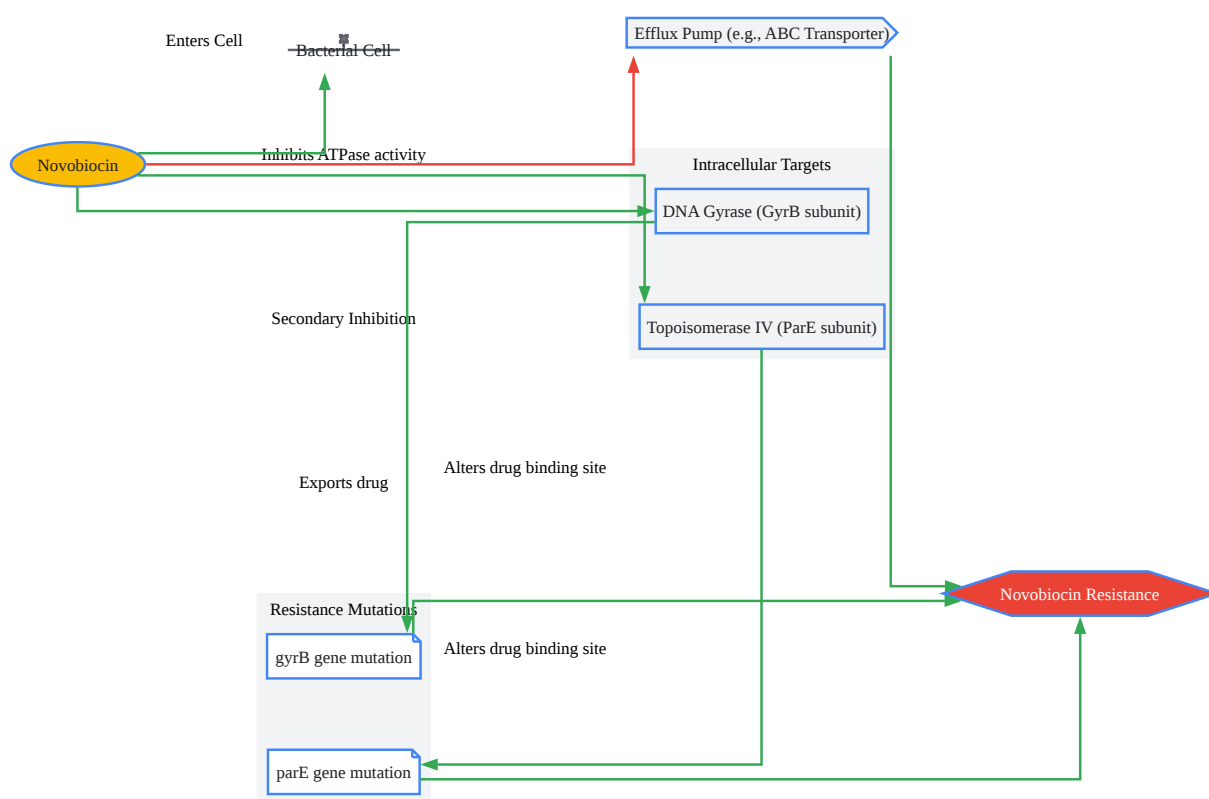 Enters Cell
Bacterial Cell
Efflux Pump (e.g., ABC Transporter)
Novobiocin
Inhibits ATPase activity
Intracellular Targets
DNA Gyrase (GyrB subunit)
Secondary Inhibition
Topoisomerase IV (ParE subunit)
Alters drug binding site
Exports drug
Novobiocin Resistance
Resistance Mutations
gyrB gene mutation
Alters drug binding site
parE gene mutation